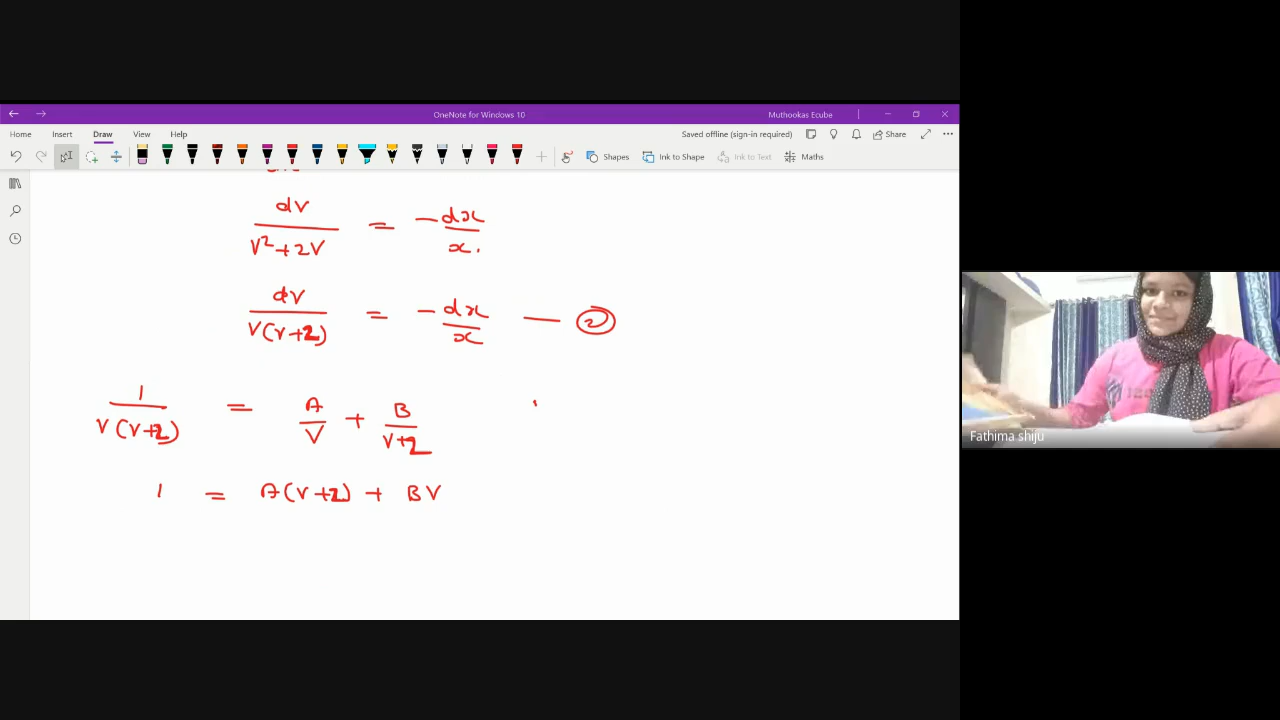 OneNote for Windows 10
Muthookas Ecube
Home Insert Draw View Help
Saved offline (sign-in required) Share
Shapes Ink to Shape Ink to Text Maths
dv/(v²+2v) = -dx/x.
dv/(v(v+2)) = -dx/x — ②
1/(v(v+2)) = A/v + B/(v+2)
1 = A(v+2) + Bv
Fathima shiju